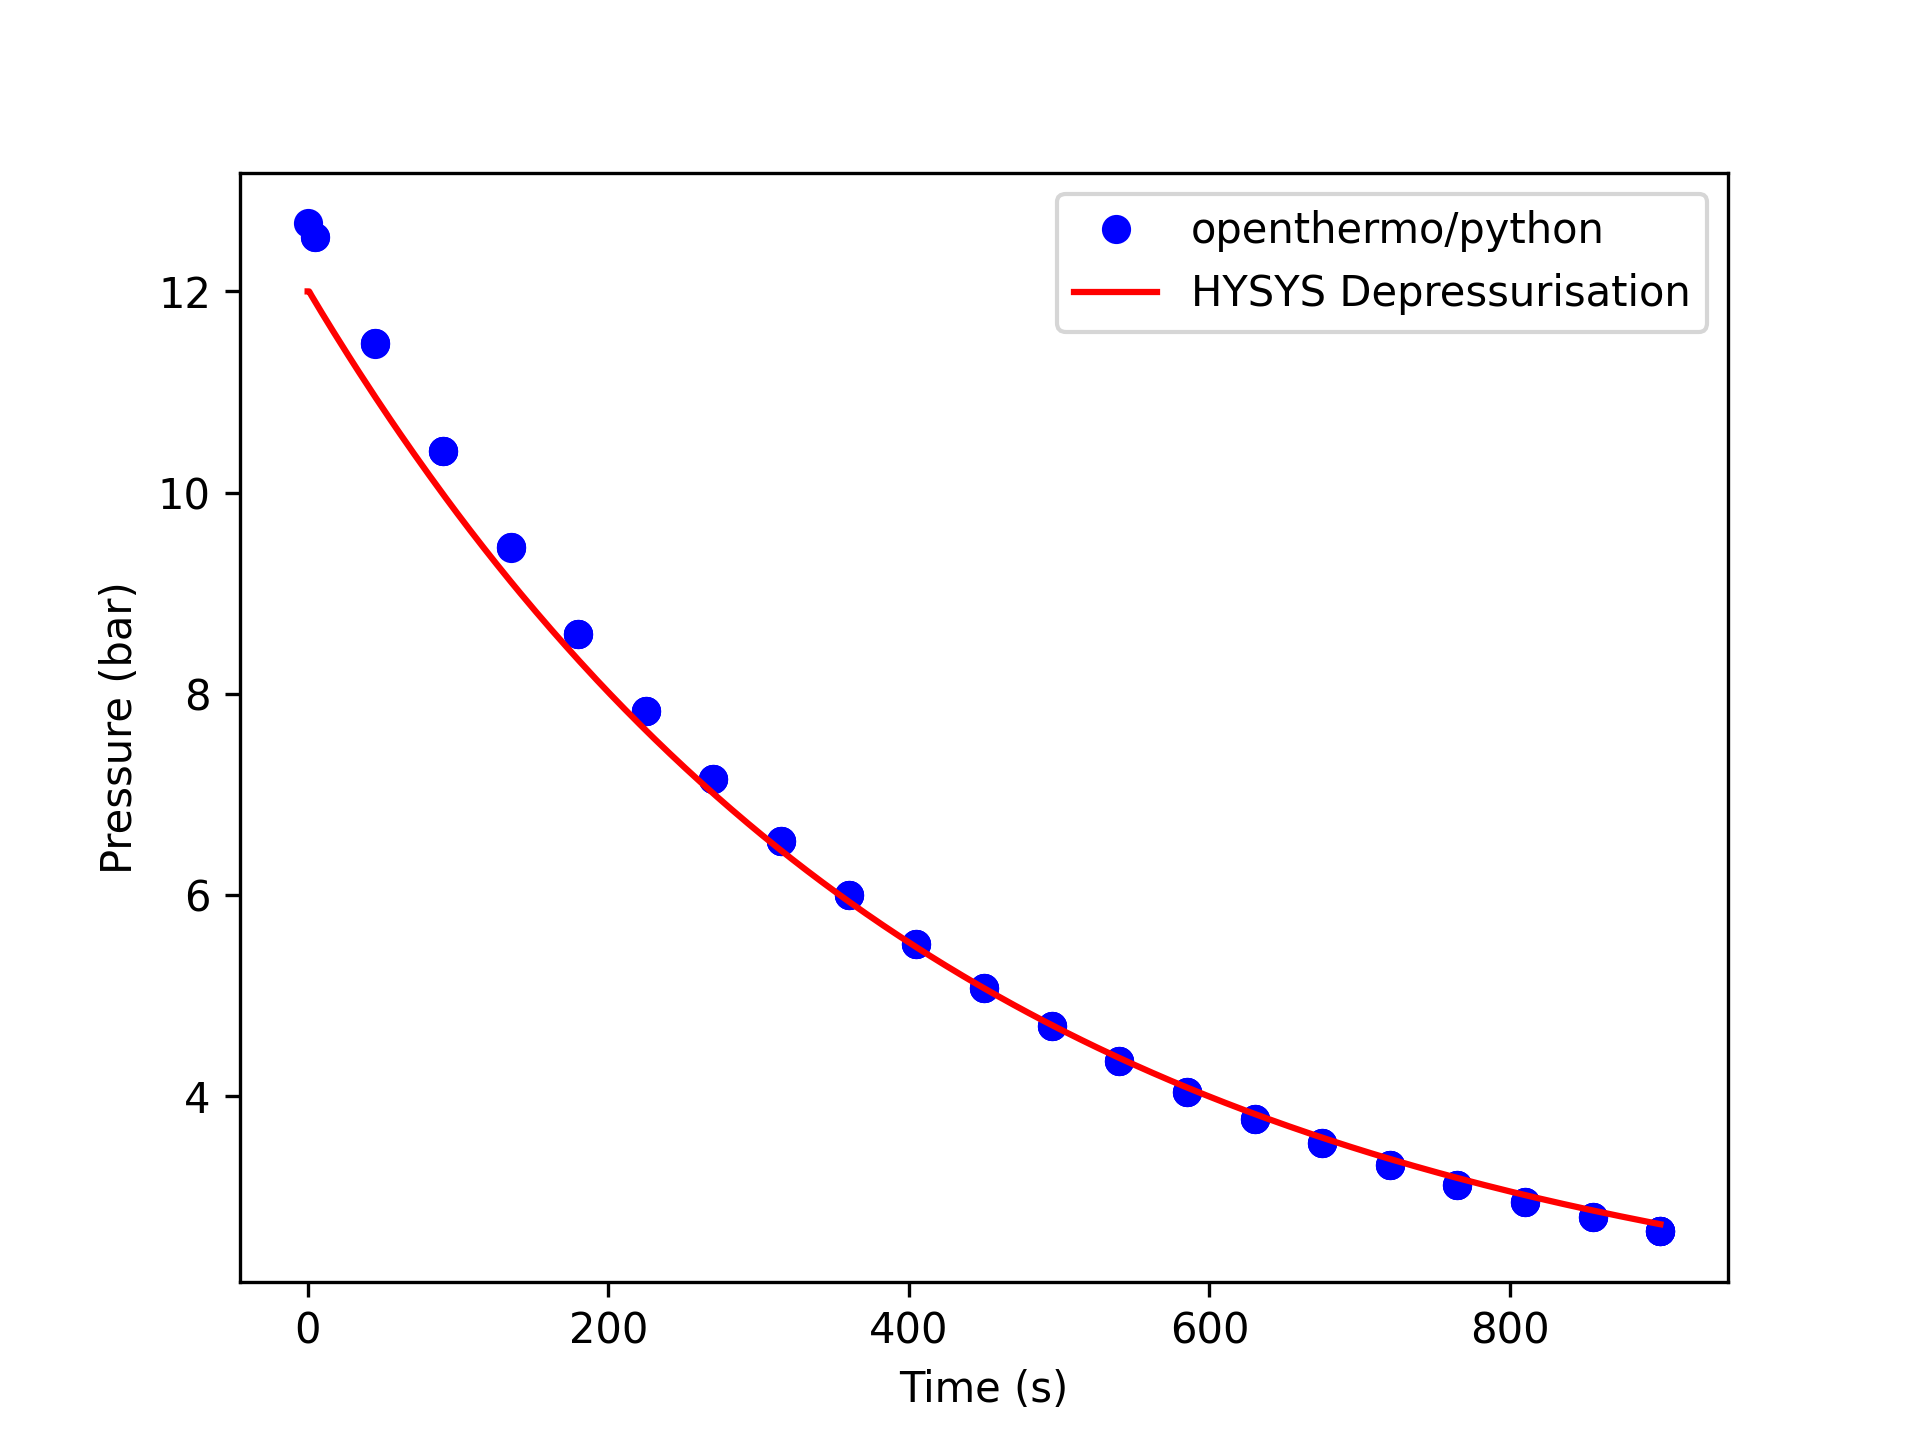 openthermo/python
HYSYS Depressurisation
12
10
8
6
4
Pressure (bar)
0 200 400 600 800
Time (s)